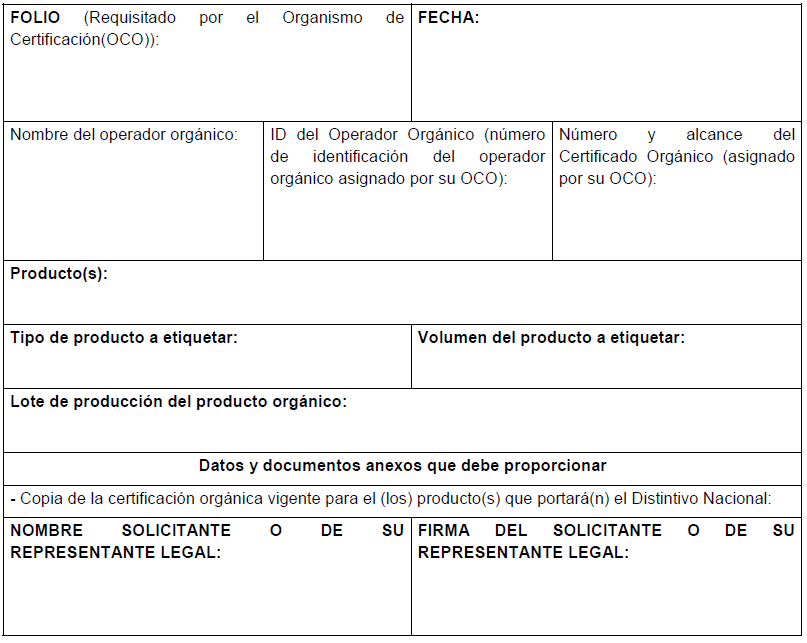 FOLIO (Requisitado por el Organismo de
Certificación(OCO)):
FECHA:
Nombre del operador orgánico:
ID del Operador Orgánico (número
de identificación del operador
orgánico asignado por su OCO):
Número y alcance del
Certificado Orgánico (asignado
por su OCO):
Producto(s):
Tipo de producto a etiquetar:
Volumen del producto a etiquetar:
Lote de producción del producto orgánico:
Datos y documentos anexos que debe proporcionar
- Copia de la certificación orgánica vigente para el (los) producto(s) que portará(n) el Distintivo Nacional:
NOMBRE SOLICITANTE O DE SU
REPRESENTANTE LEGAL:
FIRMA DEL SOLICITANTE O DE SU
REPRESENTANTE LEGAL: